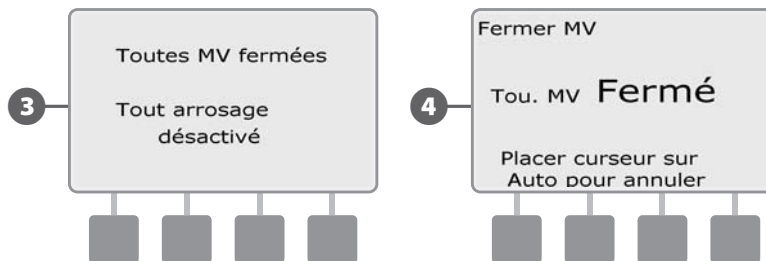 3
Toutes MV fermées
Tout arrosage
désactivé
4
Fermer MV
Tou. MV Fermé
Placer curseur sur
Auto pour annuler